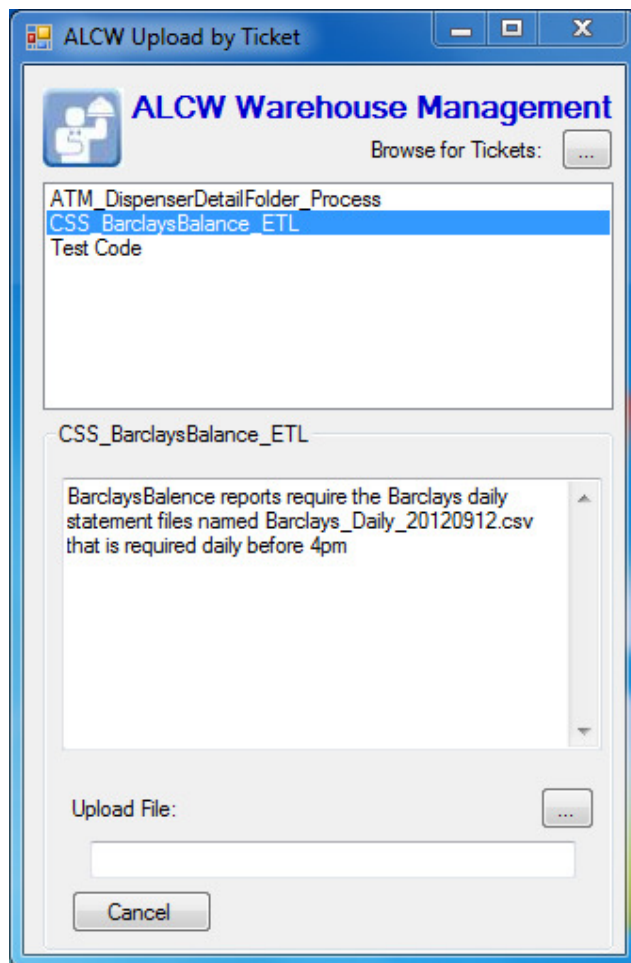 ALCW Upload by Ticket
ALCW Warehouse Management
Browse for Tickets:
...
ATM_DispenserDetailFolder_Process
CSS_BarclaysBalance_ETL
Test Code
CSS_BarclaysBalance_ETL
BarclaysBalence reports require the Barclays daily
statement files named Barclays_Daily_20120912.csv
that is required daily before 4pm
Upload File:
...
Cancel